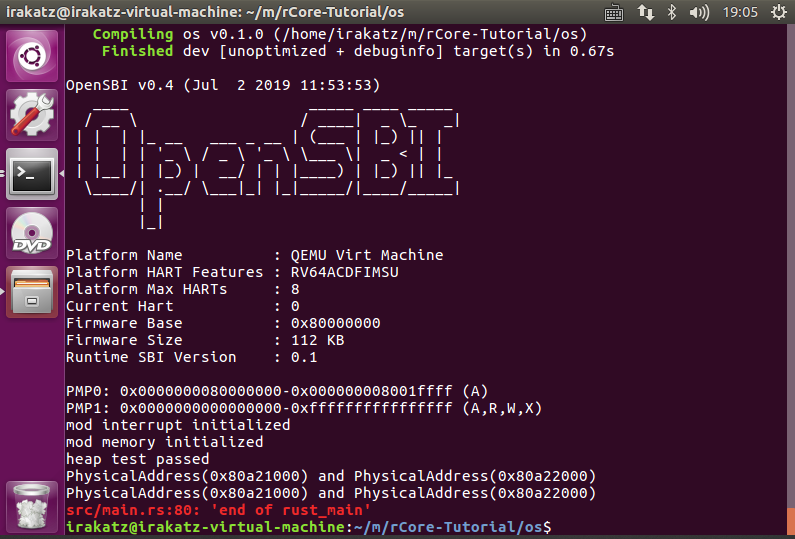 irakatz@irakatz-virtual-machine: ~/m/rCore-Tutorial/os
19:05
Compiling os v0.1.0 (/home/irakatz/m/rCore-Tutorial/os)
Finished dev [unoptimized + debuginfo] target(s) in 0.67s
OpenSBI v0.4 (Jul  2 2019 11:53:53)
OpenSBI
Platform Name          : QEMU Virt Machine
Platform HART Features : RV64ACDFIMSU
Platform Max HARTs     : 8
Current Hart           : 0
Firmware Base          : 0x80000000
Firmware Size          : 112 KB
Runtime SBI Version    : 0.1
PMP0: 0x0000000080000000-0x000000008001ffff (A)
PMP1: 0x0000000000000000-0xffffffffffffffff (A,R,W,X)
mod interrupt initialized
mod memory initialized
heap test passed
PhysicalAddress(0x80a21000) and PhysicalAddress(0x80a22000)
PhysicalAddress(0x80a21000) and PhysicalAddress(0x80a22000)
src/main.rs:80: 'end of rust_main'
irakatz@irakatz-virtual-machine:~/m/rCore-Tutorial/os$
DVD